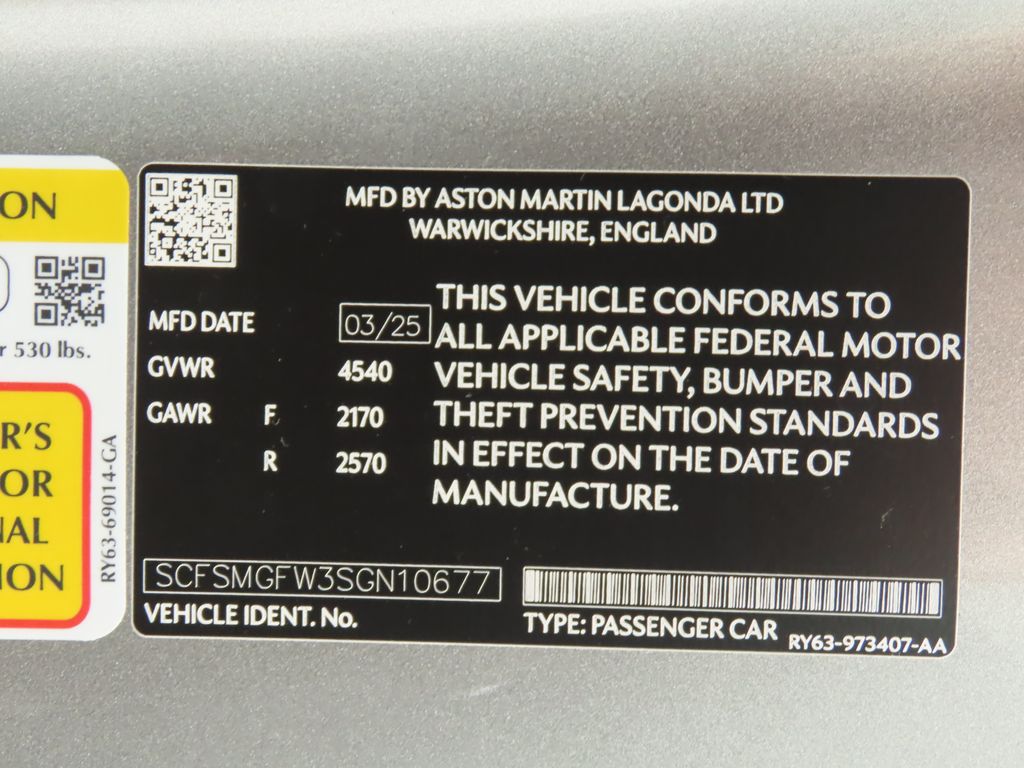 ON
r 530 lbs.
R'S
OR
NAL
ION
RY63-69014-GA
MFD BY ASTON MARTIN LAGONDA LTD
WARWICKSHIRE, ENGLAND
MFD DATE 03/25
GVWR 4540
GAWR F 2170
R 2570
THIS VEHICLE CONFORMS TO
ALL APPLICABLE FEDERAL MOTOR
VEHICLE SAFETY, BUMPER AND
THEFT PREVENTION STANDARDS
IN EFFECT ON THE DATE OF
MANUFACTURE.
SCFSMGFW3SGN10677
VEHICLE IDENT. No.
TYPE: PASSENGER CAR
RY63-973407-AA